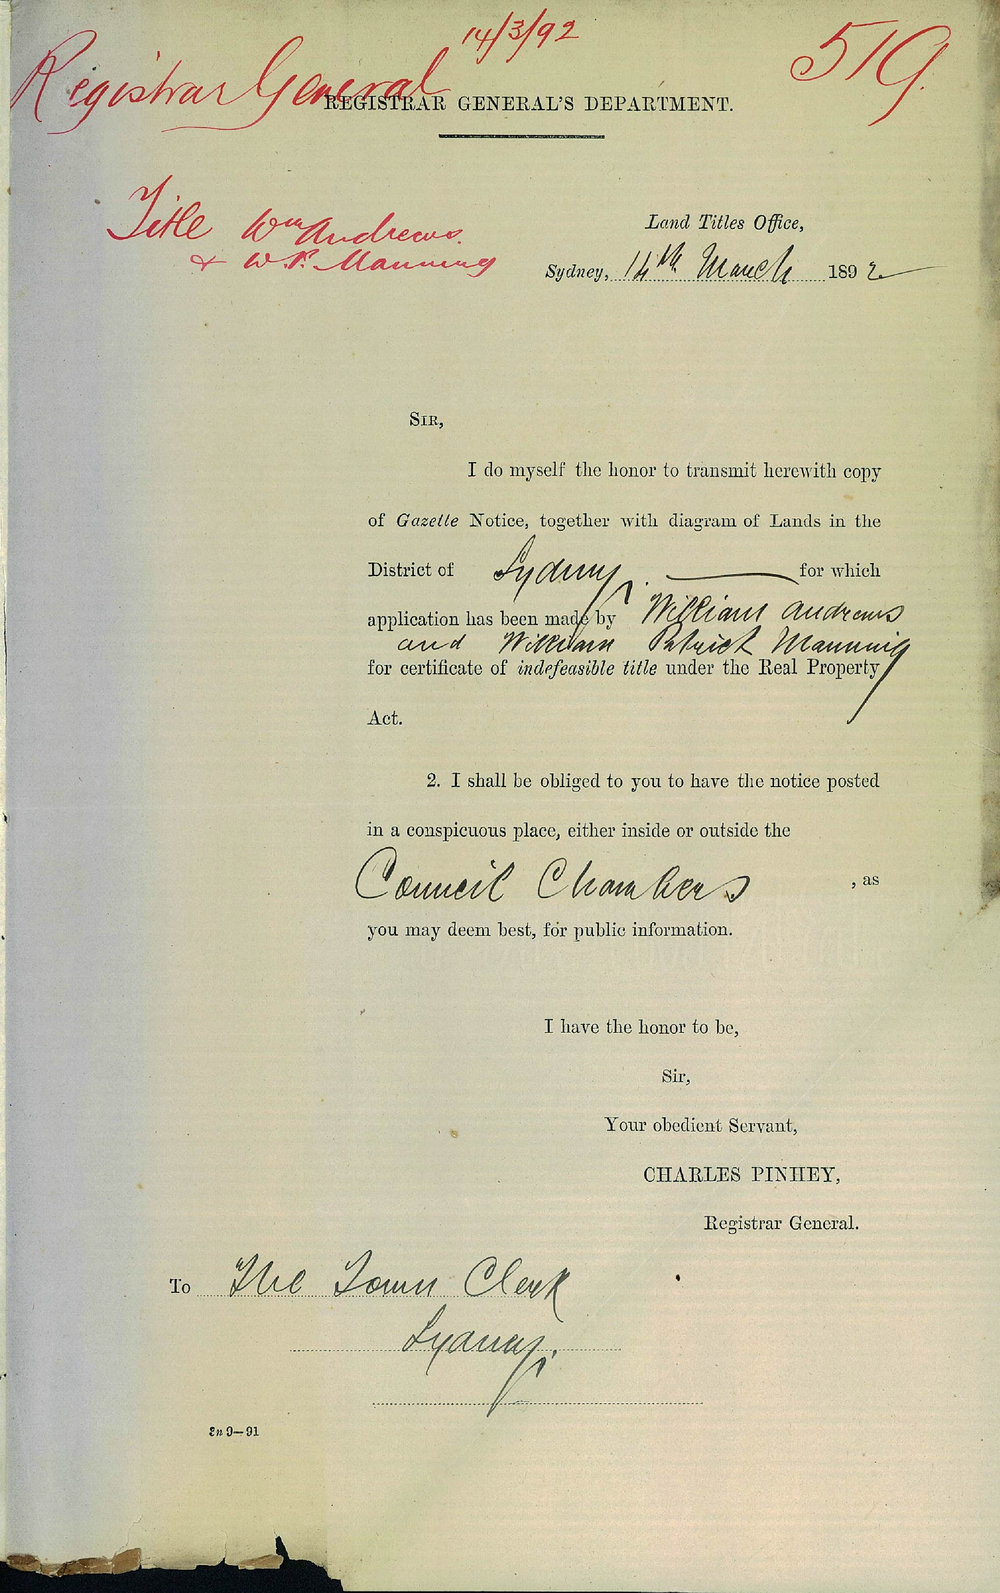 14/3/92
519.
Registrar General
REGISTRAR GENERAL'S DEPARTMENT.
Title Wm Andrews.
& W. P. Manning
Land Titles Office,
Sydney, 14th March 1892
SIR,
I do myself the honor to transmit herewith copy
of Gazette Notice, together with diagram of Lands in the
District of Sydney. for which
application has been made by William Andrews
and William Patrick Manning
for certificate of indefeasible title under the Real Property
Act.
2. I shall be obliged to you to have the notice posted
in a conspicuous place, either inside or outside the
Council Chambers , as
you may deem best, for public information.
I have the honor to be,
Sir,
Your obedient Servant,
CHARLES PINHEY,
Registrar General.
To The Town Clerk
Sydney.
2n 9—91